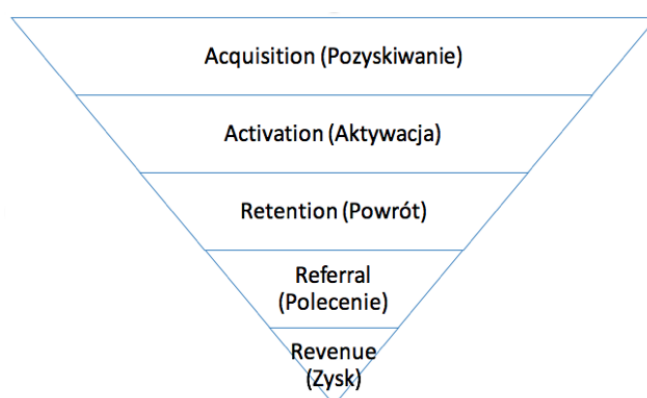 Acquisition (Pozyskiwanie)
Activation (Aktywacja)
Retention (Powrót)
Referral
(Polecenie)
Revenue
(Zysk)